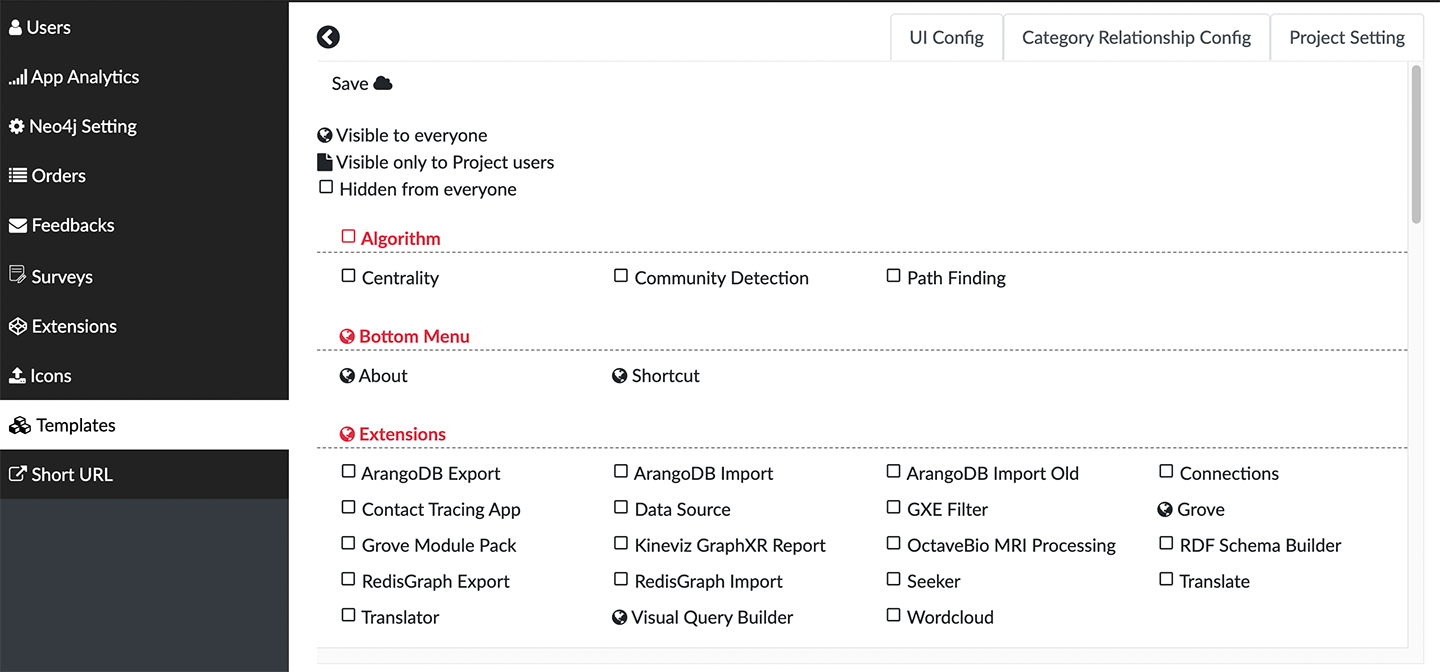 Users
App Analytics
Neo4j Setting
Orders
Feedbacks
Surveys
Extensions
Icons
Templates
Short URL
UI Config Category Relationship Config Project Setting
Save
Visible to everyone
Visible only to Project users
Hidden from everyone
Algorithm
Centrality Community Detection Path Finding
Bottom Menu
About Shortcut
Extensions
ArangoDB Export ArangoDB Import ArangoDB Import Old Connections
Contact Tracing App Data Source GXE Filter Grove
Grove Module Pack Kineviz GraphXR Report OctaveBio MRI Processing RDF Schema Builder
RedisGraph Export RedisGraph Import Seeker Translate
Translator Visual Query Builder Wordcloud